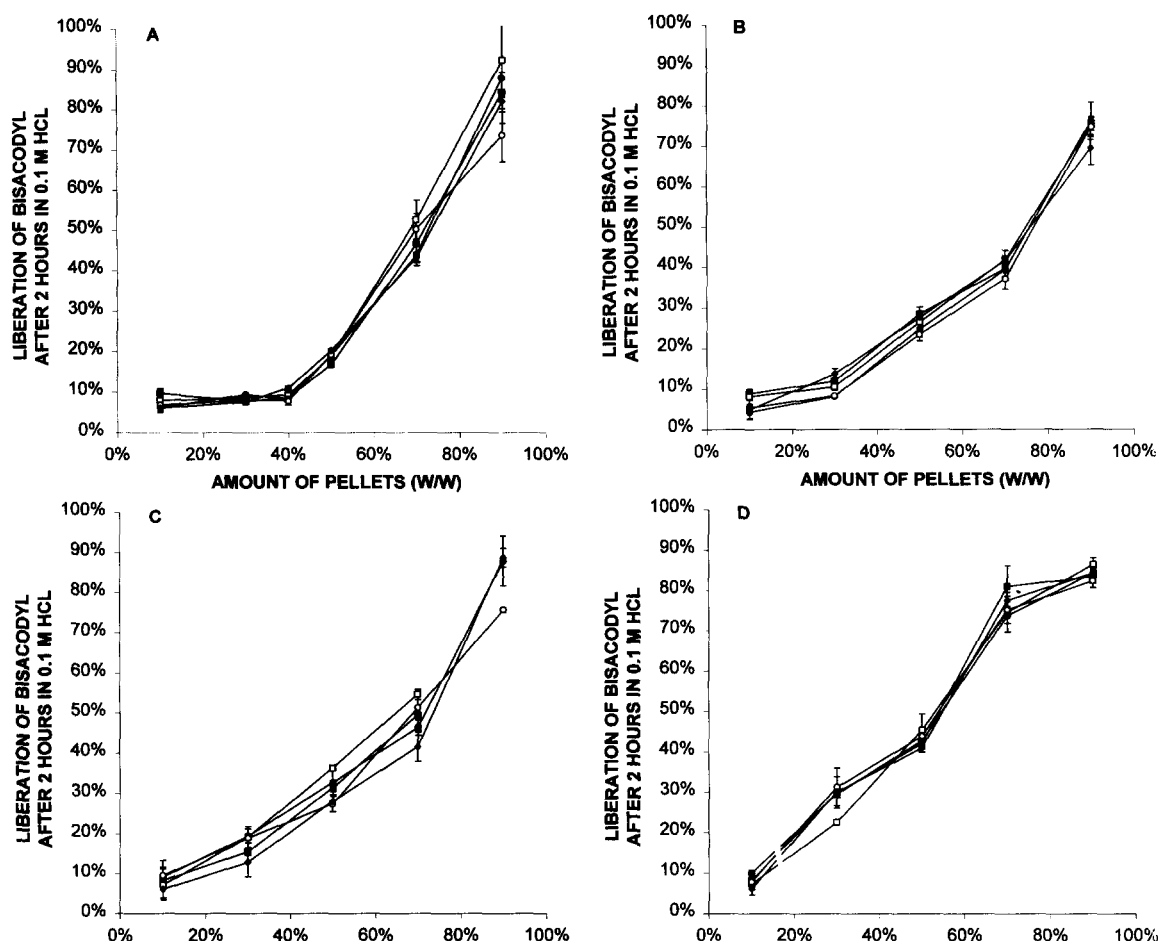 A
LIBERATION OF BISACODYL
AFTER 2 HOURS IN 0.1 M HCL
100%
90%
80%
70%
60%
50%
40%
30%
20%
10%
0%
0% 20% 40% 60% 80% 100%
AMOUNT OF PELLETS (W/W)
B
LIBERATION OF BISACODYL
AFTER 2 HOURS IN 0.1 M HCL
100%
90%
80%
70%
60%
50%
40%
30%
20%
10%
0%
0% 20% 40% 60% 80% 100%
AMOUNT OF PELLETS (W/W)
C
LIBERATION OF BISACODYL
AFTER 2 HOURS IN 0.1 M HCL
100%
90%
80%
70%
60%
50%
40%
30%
20%
10%
0%
0% 20% 40% 60% 80% 100%
D
LIBERATION OF BISACODYL
AFTER 2 HOURS IN 0.1 M HCL
100%
90%
80%
70%
60%
50%
40%
30%
20%
10%
0%
0% 20% 40% 60% 80% 100%